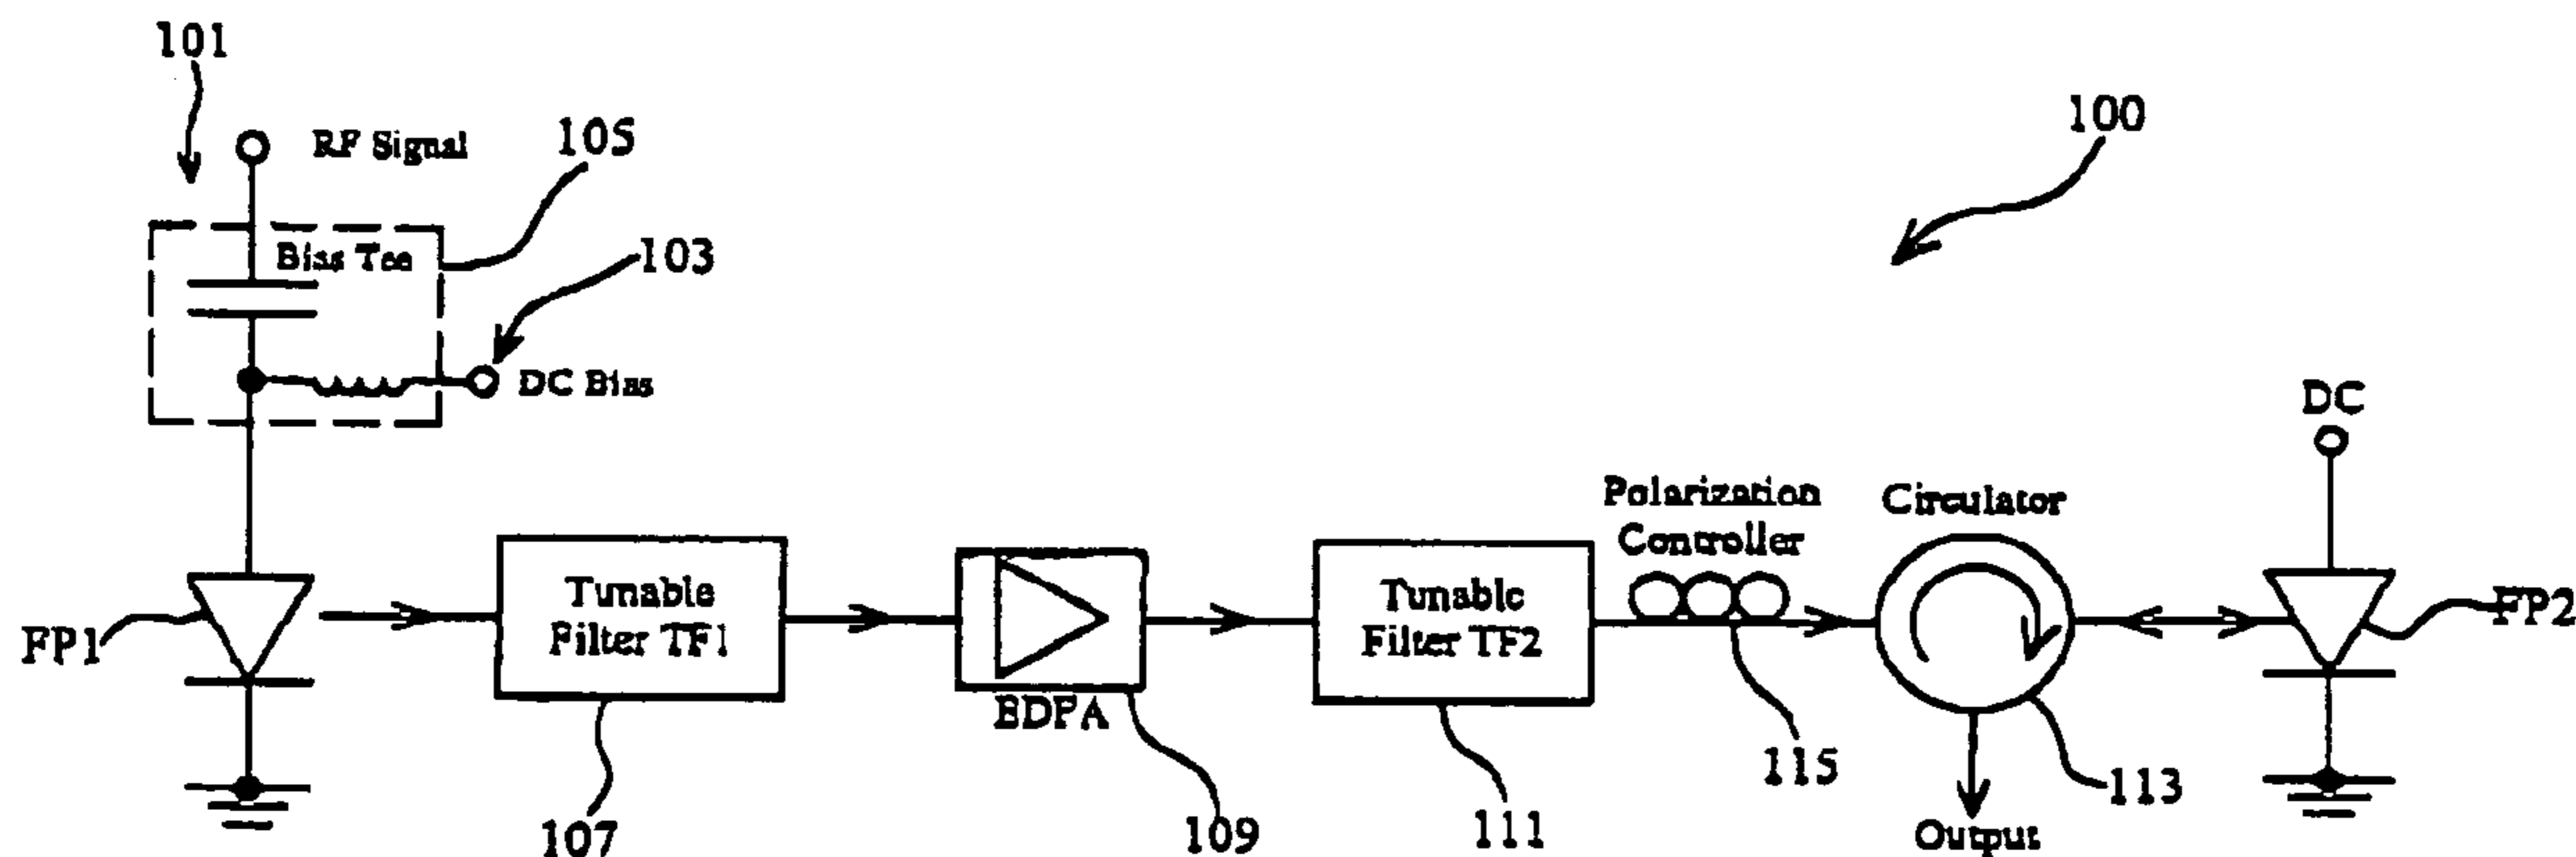 101
RF Signal
105
100
Bias Tee
103
DC Bias
DC
Polarization
Controller
Circulator
Tunable
Filter TF1
Tunable
Filter TF2
FP1
FP2
EDFA
115
113
107
109
111
Output